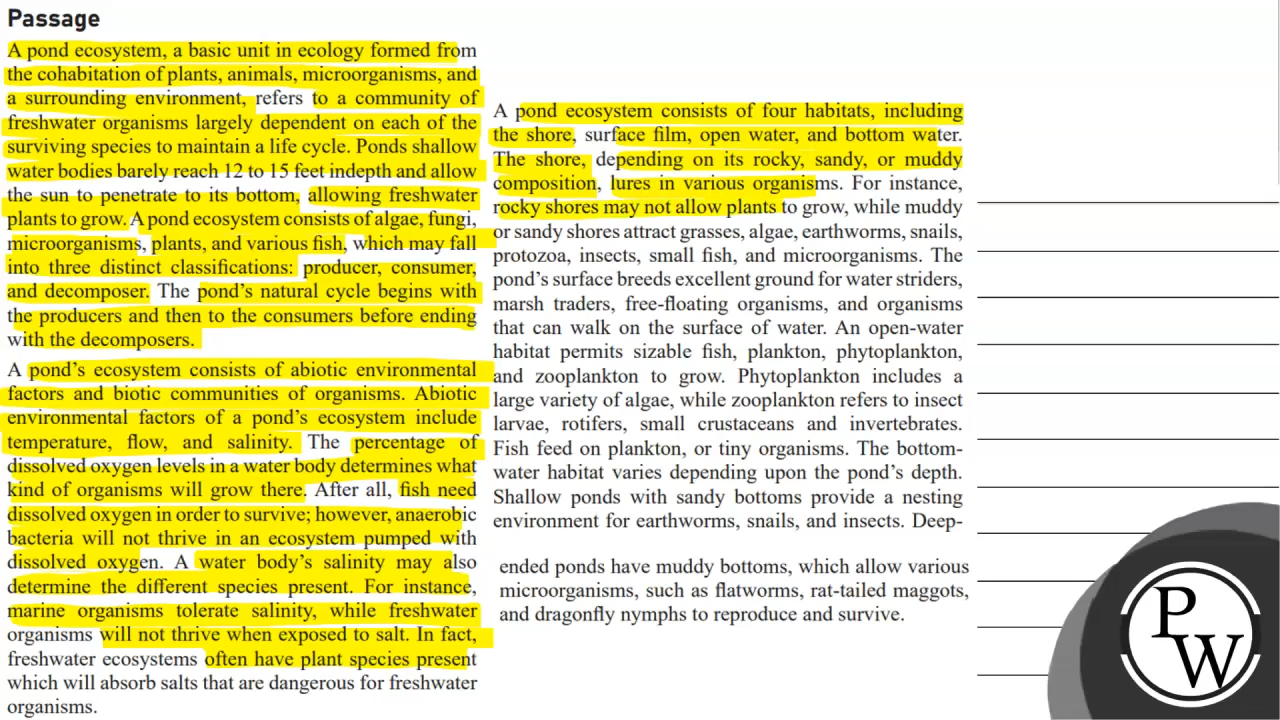 Passage
A pond ecosystem, a basic unit in ecology formed from
the cohabitation of plants, animals, microorganisms, and
a surrounding environment, refers to a community of
freshwater organisms largely dependent on each of the
surviving species to maintain a life cycle. Ponds shallow
water bodies barely reach 12 to 15 feet indepth and allow
the sun to penetrate to its bottom, allowing freshwater
plants to grow. A pond ecosystem consists of algae, fungi,
microorganisms, plants, and various fish, which may fall
into three distinct classifications: producer, consumer,
and decomposer. The pond’s natural cycle begins with
the producers and then to the consumers before ending
with the decomposers.
A pond’s ecosystem consists of abiotic environmental
factors and biotic communities of organisms. Abiotic
environmental factors of a pond’s ecosystem include
temperature, flow, and salinity. The percentage of
dissolved oxygen levels in a water body determines what
kind of organisms will grow there. After all, fish need
dissolved oxygen in order to survive; however, anaerobic
bacteria will not thrive in an ecosystem pumped with
dissolved oxygen. A water body’s salinity may also
determine the different species present. For instance,
marine organisms tolerate salinity, while freshwater
organisms will not thrive when exposed to salt. In fact,
freshwater ecosystems often have plant species present
which will absorb salts that are dangerous for freshwater
organisms.
A pond ecosystem consists of four habitats, including
the shore, surface film, open water, and bottom water.
The shore, depending on its rocky, sandy, or muddy
composition, lures in various organisms. For instance,
rocky shores may not allow plants to grow, while muddy
or sandy shores attract grasses, algae, earthworms, snails,
protozoa, insects, small fish, and microorganisms. The
pond’s surface breeds excellent ground for water striders,
marsh traders, free-floating organisms, and organisms
that can walk on the surface of water. An open-water
habitat permits sizable fish, plankton, phytoplankton,
and zooplankton to grow. Phytoplankton includes a
large variety of algae, while zooplankton refers to insect
larvae, rotifers, small crustaceans and invertebrates.
Fish feed on plankton, or tiny organisms. The bottom-
water habitat varies depending upon the pond’s depth.
Shallow ponds with sandy bottoms provide a nesting
environment for earthworms, snails, and insects. Deep-
ended ponds have muddy bottoms, which allow various
microorganisms, such as flatworms, rat-tailed maggots,
and dragonfly nymphs to reproduce and survive.
P
W